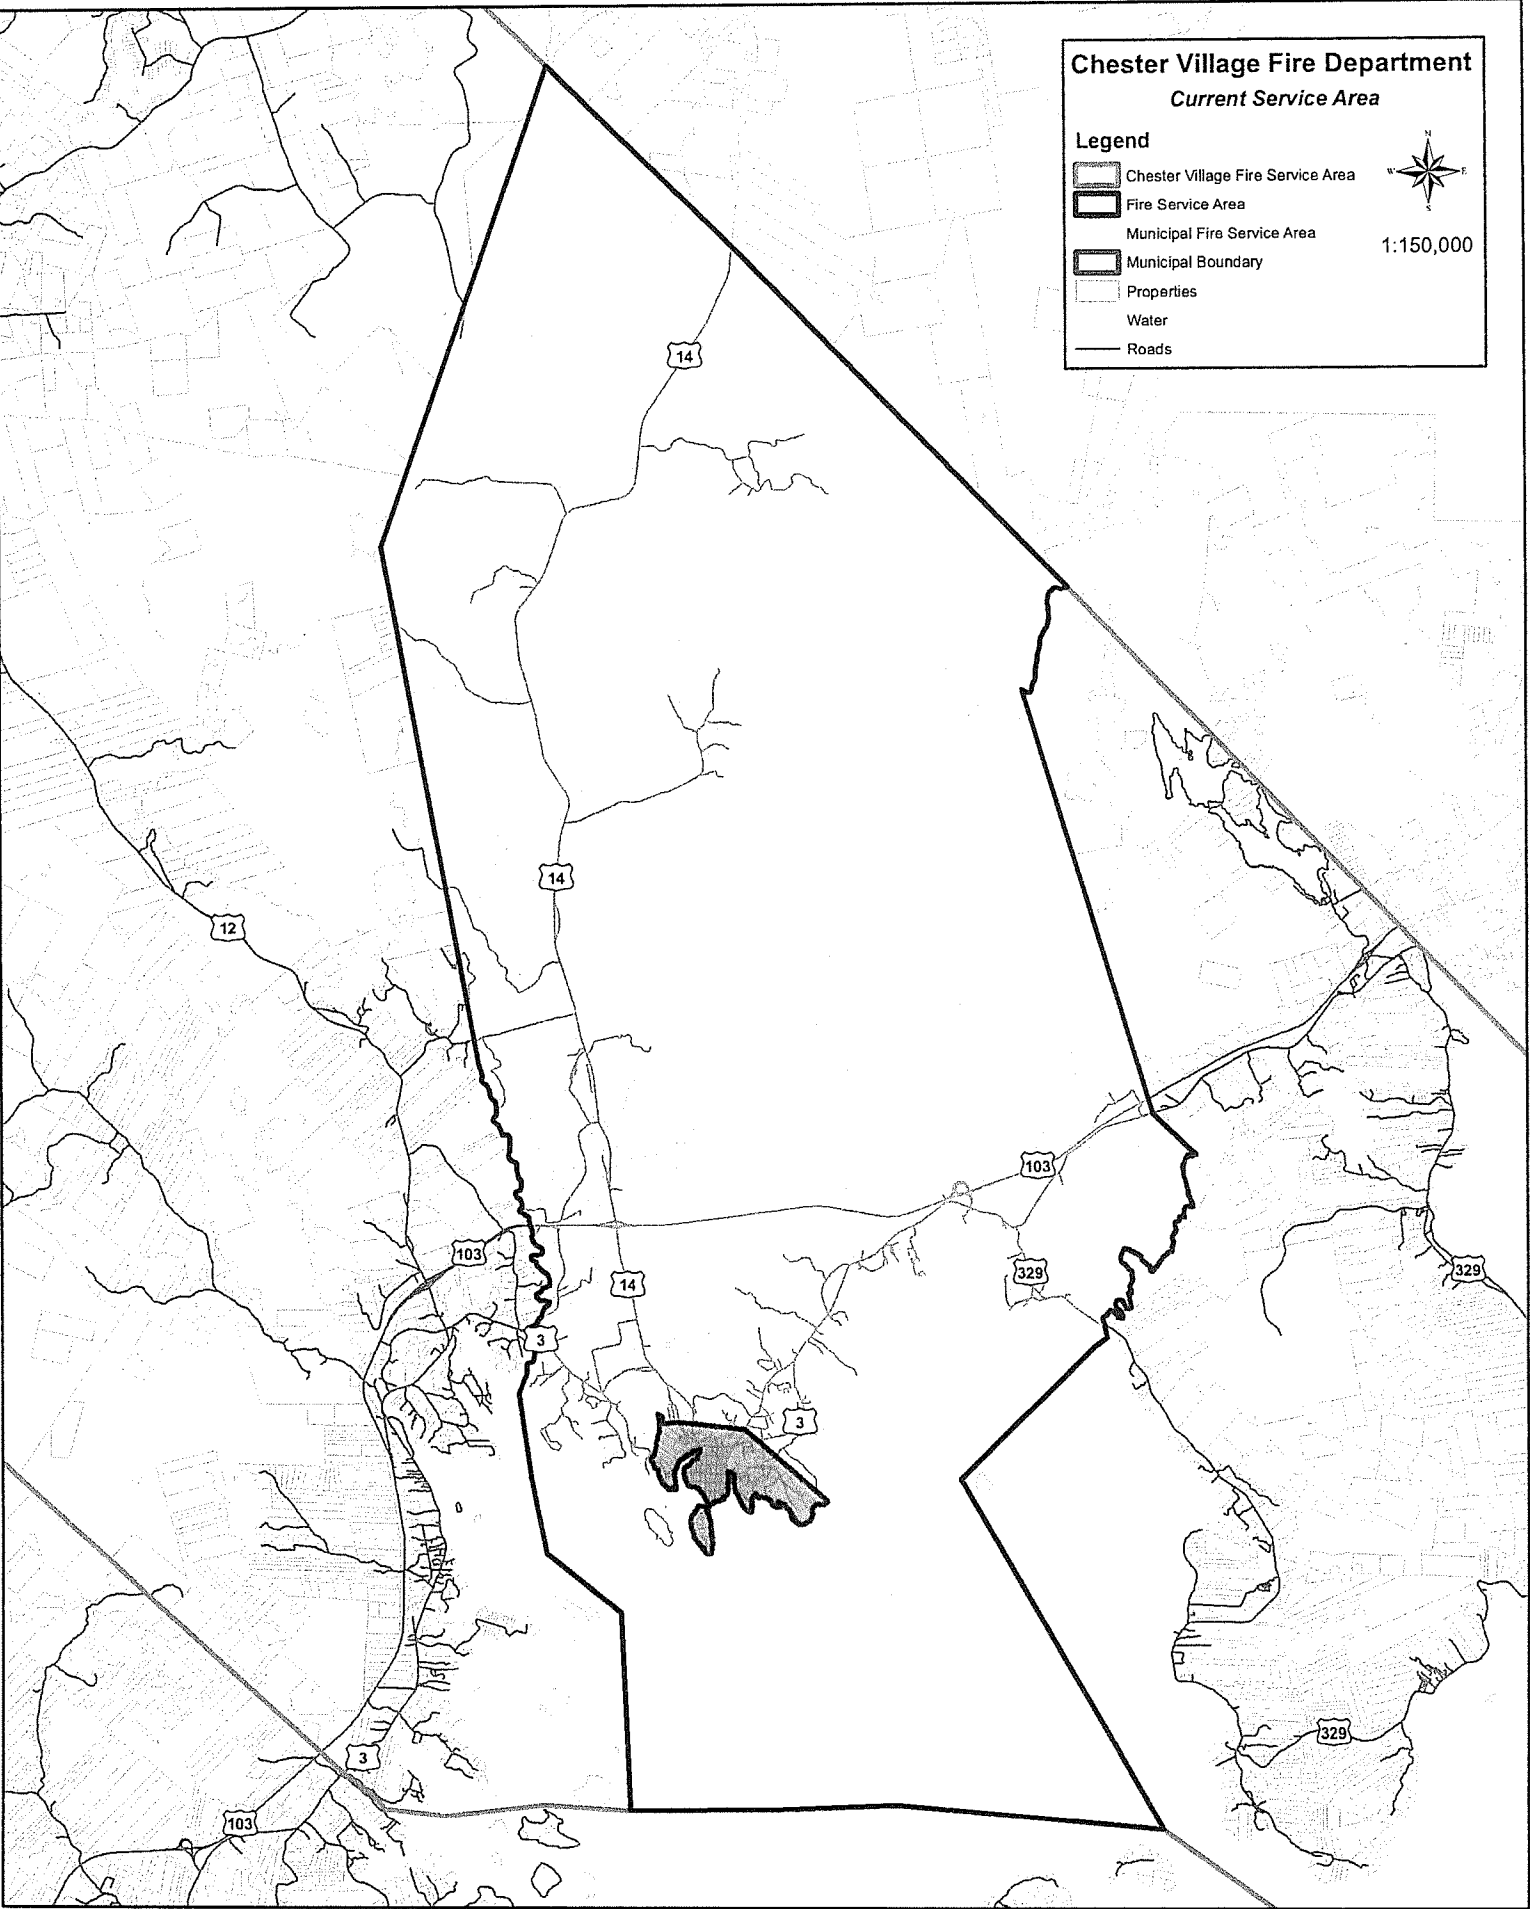 Chester Village Fire Department
Current Service Area
Legend
N
W
E
S
Chester Village Fire Service Area
Fire Service Area
Municipal Fire Service Area
1:150,000
Municipal Boundary
Properties
Water
Roads
14
14
12
103
103
14
329
329
3
3
329
3
103